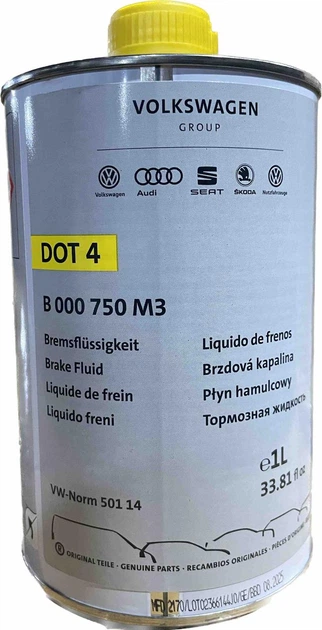 VOLKSWAGEN
GROUP
Volkswagen Audi SEAT ŠKODA Nutzfahrzeuge
DOT 4
B 000 750 M3
Bremsflüssigkeit
Brake Fluid
Liquide de frein
Liquido freni
Liquido de frenos
Brzdová kapalina
Płyn hamulcowy
Тормозная жидкость
℮1L
33.81 fl oz
VW-Norm 501 14
® ORIGINAL TEILE · GENUINE PARTS · RECAMBIOS ORIGINALES · PIÈCES D'ORIGINE